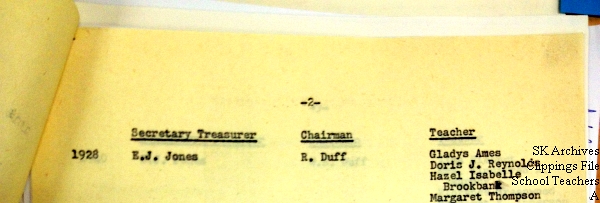 -2-
Secretary Treasurer Chairman Teacher
1928 E.J. Jones R. Duff Gladys Ames
Doris J. Reynolds
Hazel Isabelle
Brookbank
Margaret Thompson
SK Archives
Clippings File
School Teachers
A